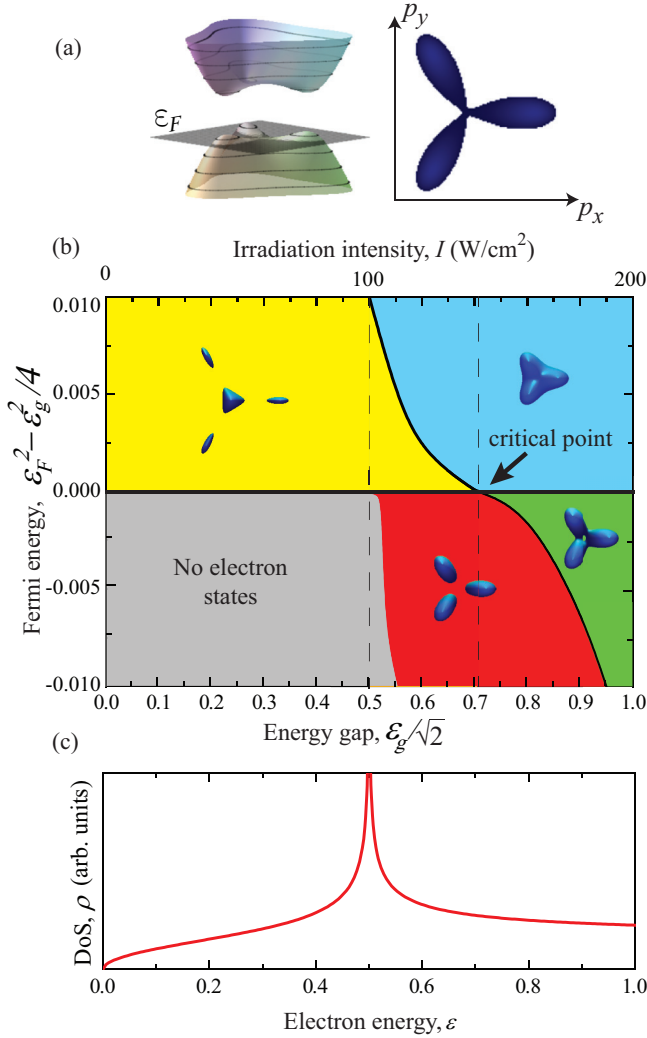 (a)
ε_F
p_y
p_x
(b)
Irradiation intensity, I (W/cm²)
0 100 200
0.010
0.005
0.000
-0.005
-0.010
Fermi energy, ε_F² – ε_g²/4
critical point
No electron
states
0.0 0.1 0.2 0.3 0.4 0.5 0.6 0.7 0.8 0.9 1.0
Energy gap, ε_g/√2
(c)
DoS, ρ (arb. units)
0.0 0.2 0.4 0.6 0.8 1.0
Electron energy, ε